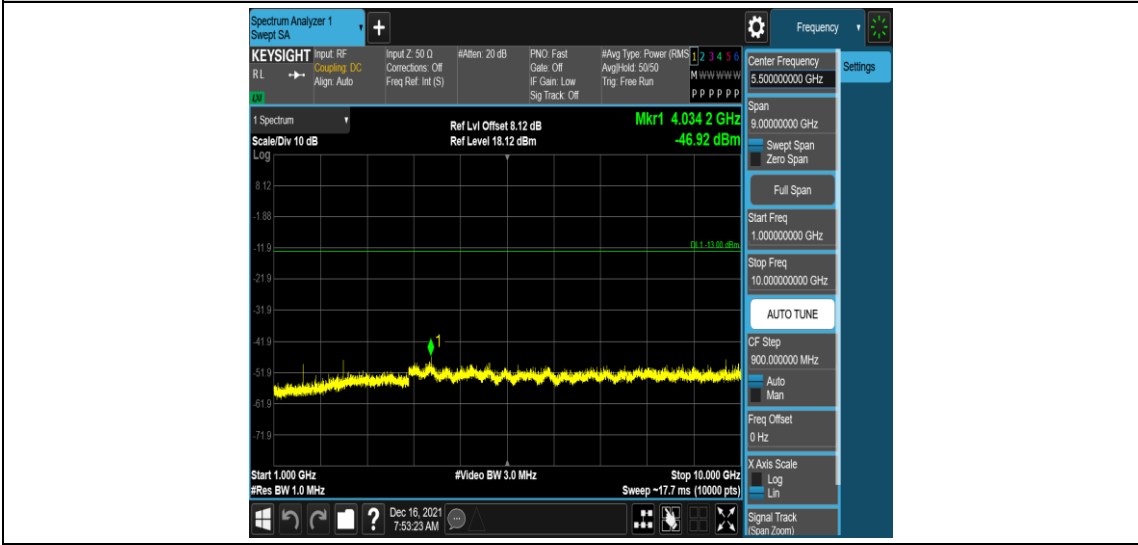 Spectrum Analyzer 1
Swept SA
+
Frequency
KEYSIGHT
RL
LM
Input: RF
Coupling: DC
Align: Auto
Input Z: 50 Ω
Corrections: Off
Freq Ref: Int (S)
#Atten: 20 dB
PNO: Fast
Gate: Off
IF Gain: Low
Sig Track: Off
#Avg Type: Power (RMS
Avg|Hold: 50/50
Trig: Free Run
1 2 3 4 5 6
M W W W W W
P P P P P P
1 Spectrum
Scale/Div 10 dB
Log
Ref Lvl Offset 8.12 dB
Ref Level 18.12 dBm
Mkr1 4.034 2 GHz
-46.92 dBm
8.12
-1.88
-11.9
-21.9
-31.9
-41.9
-51.9
-61.9
-71.9
DL1 -13.00 dBm
1
Start 1.000 GHz
#Res BW 1.0 MHz
#Video BW 3.0 MHz
Stop 10.000 GHz
Sweep ~17.7 ms (10000 pts)
?
Dec 16, 2021
7:53:23 AM
Center Frequency
5.500000000 GHz
Settings
Span
9.00000000 GHz
Swept Span
Zero Span
Full Span
Start Freq
1.000000000 GHz
Stop Freq
10.000000000 GHz
AUTO TUNE
CF Step
900.000000 MHz
Auto
Man
Freq Offset
0 Hz
X Axis Scale
Log
Lin
Signal Track
(Span Zoom)